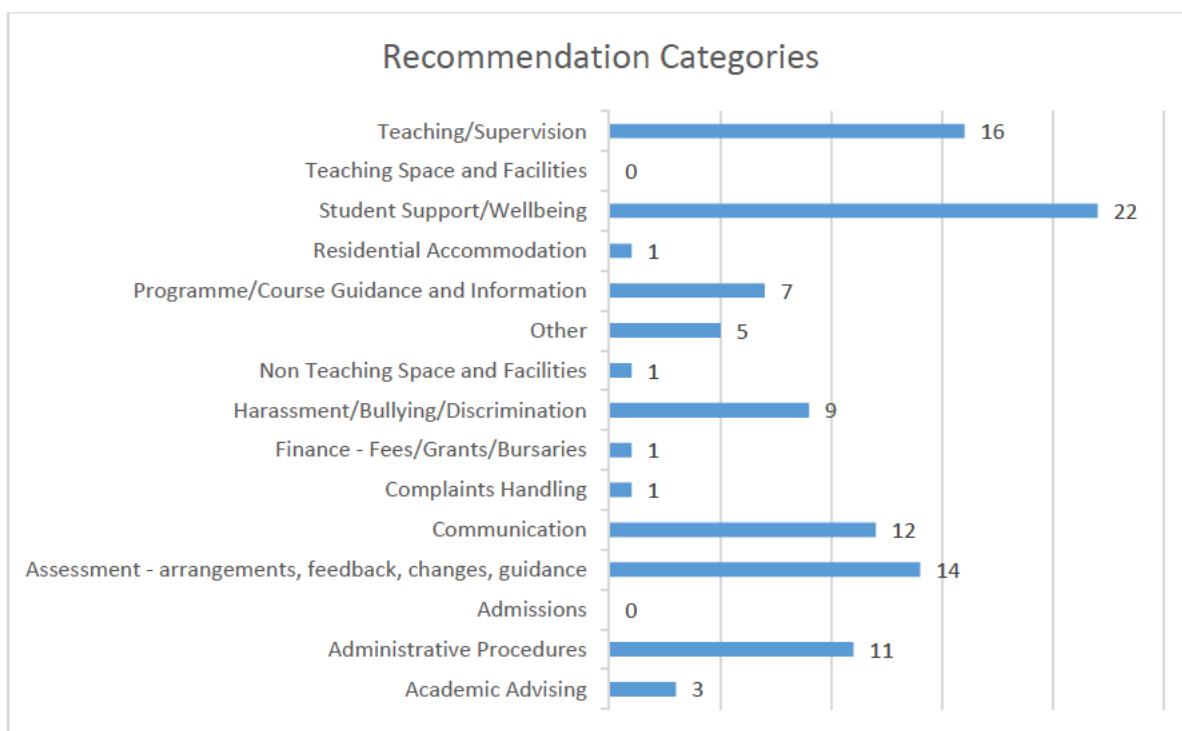 Recommendation Categories
Teaching/Supervision 16
Teaching Space and Facilities 0
Student Support/Wellbeing 22
Residential Accommodation 1
Programme/Course Guidance and Information 7
Other 5
Non Teaching Space and Facilities 1
Harassment/Bullying/Discrimination 9
Finance - Fees/Grants/Bursaries 1
Complaints Handling 1
Communication 12
Assessment - arrangements, feedback, changes, guidance 14
Admissions 0
Administrative Procedures 11
Academic Advising 3